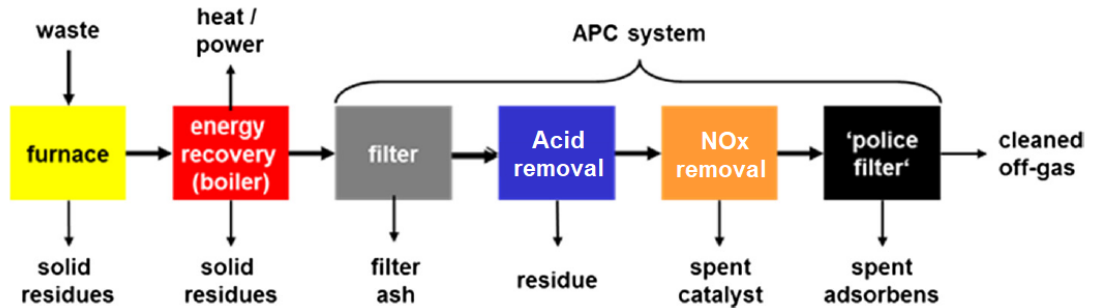 waste
heat /
power
APC system
furnace
energy
recovery
(boiler)
filter
Acid
removal
NOx
removal
‘police
filter‘
cleaned
off-gas
solid
residues
solid
residues
filter
ash
residue
spent
catalyst
spent
adsorbens